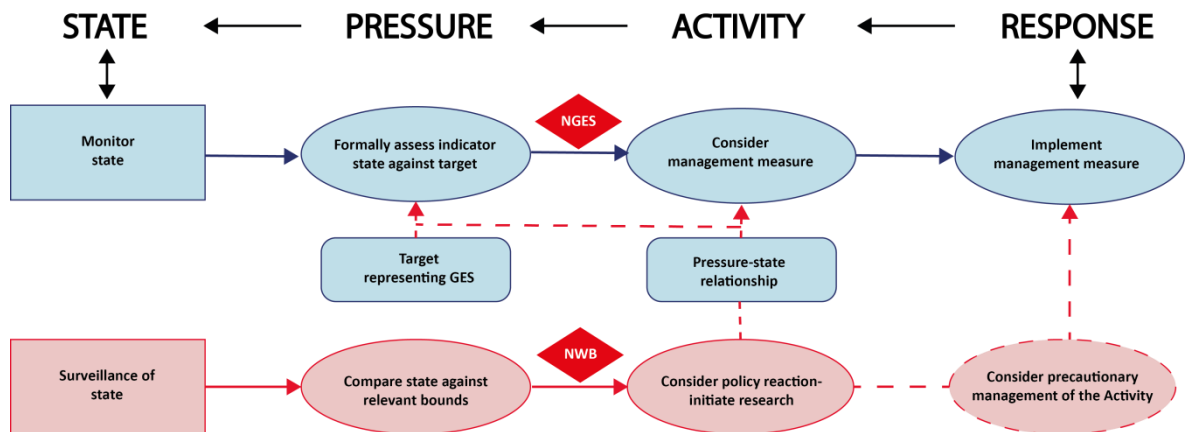 STATE
PRESSURE
ACTIVITY
RESPONSE
Monitor
state
Formally assess indicator
state against target
NGES
Consider
management measure
Implement
management measure
Target
representing GES
Pressure-state
relationship
Surveillance of
state
Compare state against
relevant bounds
NWB
Consider policy reaction-
initiate research
Consider precautionary
management of the Activity